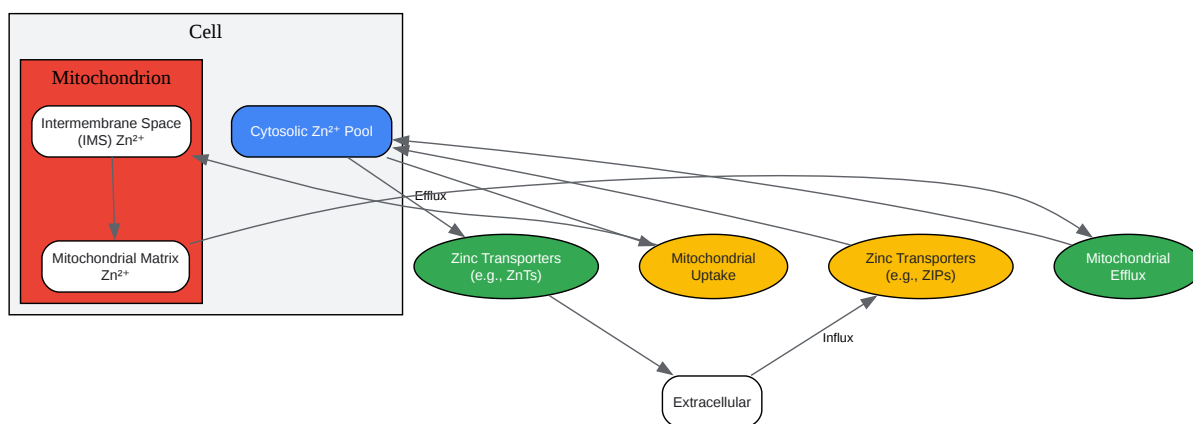 Cell
Mitochondrion
Intermembrane Space
(IMS) Zn²⁺
Cytosolic Zn²⁺ Pool
Efflux
Mitochondrial Matrix
Zn²⁺
Zinc Transporters
(e.g., ZnTs)
Mitochondrial
Uptake
Zinc Transporters
(e.g., ZIPs)
Mitochondrial
Efflux
Influx
Extracellular